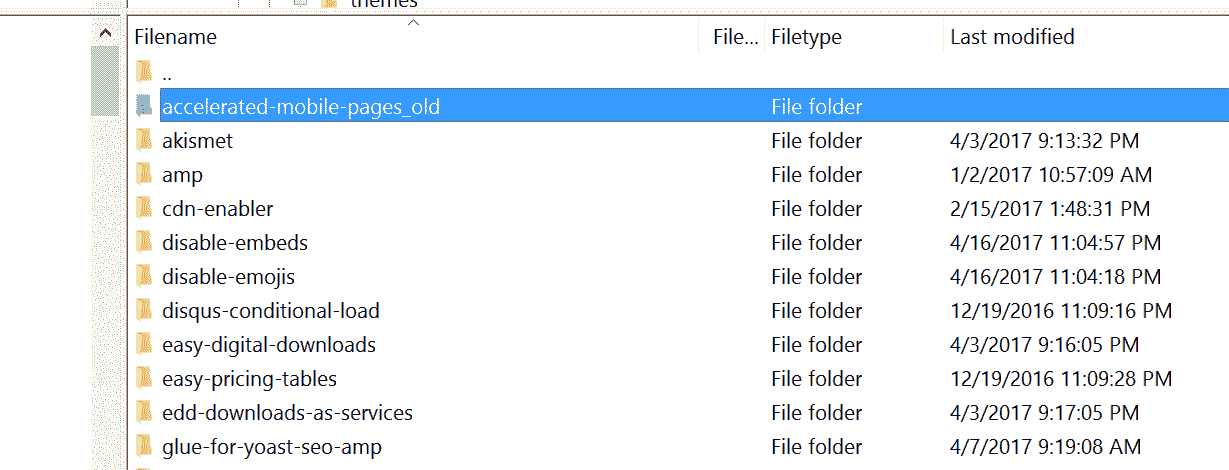 themes
Filename File... Filetype Last modified
..
accelerated-mobile-pages_old File folder
akismet File folder 4/3/2017 9:13:32 PM
amp File folder 1/2/2017 10:57:09 AM
cdn-enabler File folder 2/15/2017 1:48:31 PM
disable-embeds File folder 4/16/2017 11:04:57 PM
disable-emojis File folder 4/16/2017 11:04:18 PM
disqus-conditional-load File folder 12/19/2016 11:09:16 PM
easy-digital-downloads File folder 4/3/2017 9:16:05 PM
easy-pricing-tables File folder 12/19/2016 11:09:28 PM
edd-downloads-as-services File folder 4/3/2017 9:17:05 PM
glue-for-yoast-seo-amp File folder 4/7/2017 9:19:08 AM